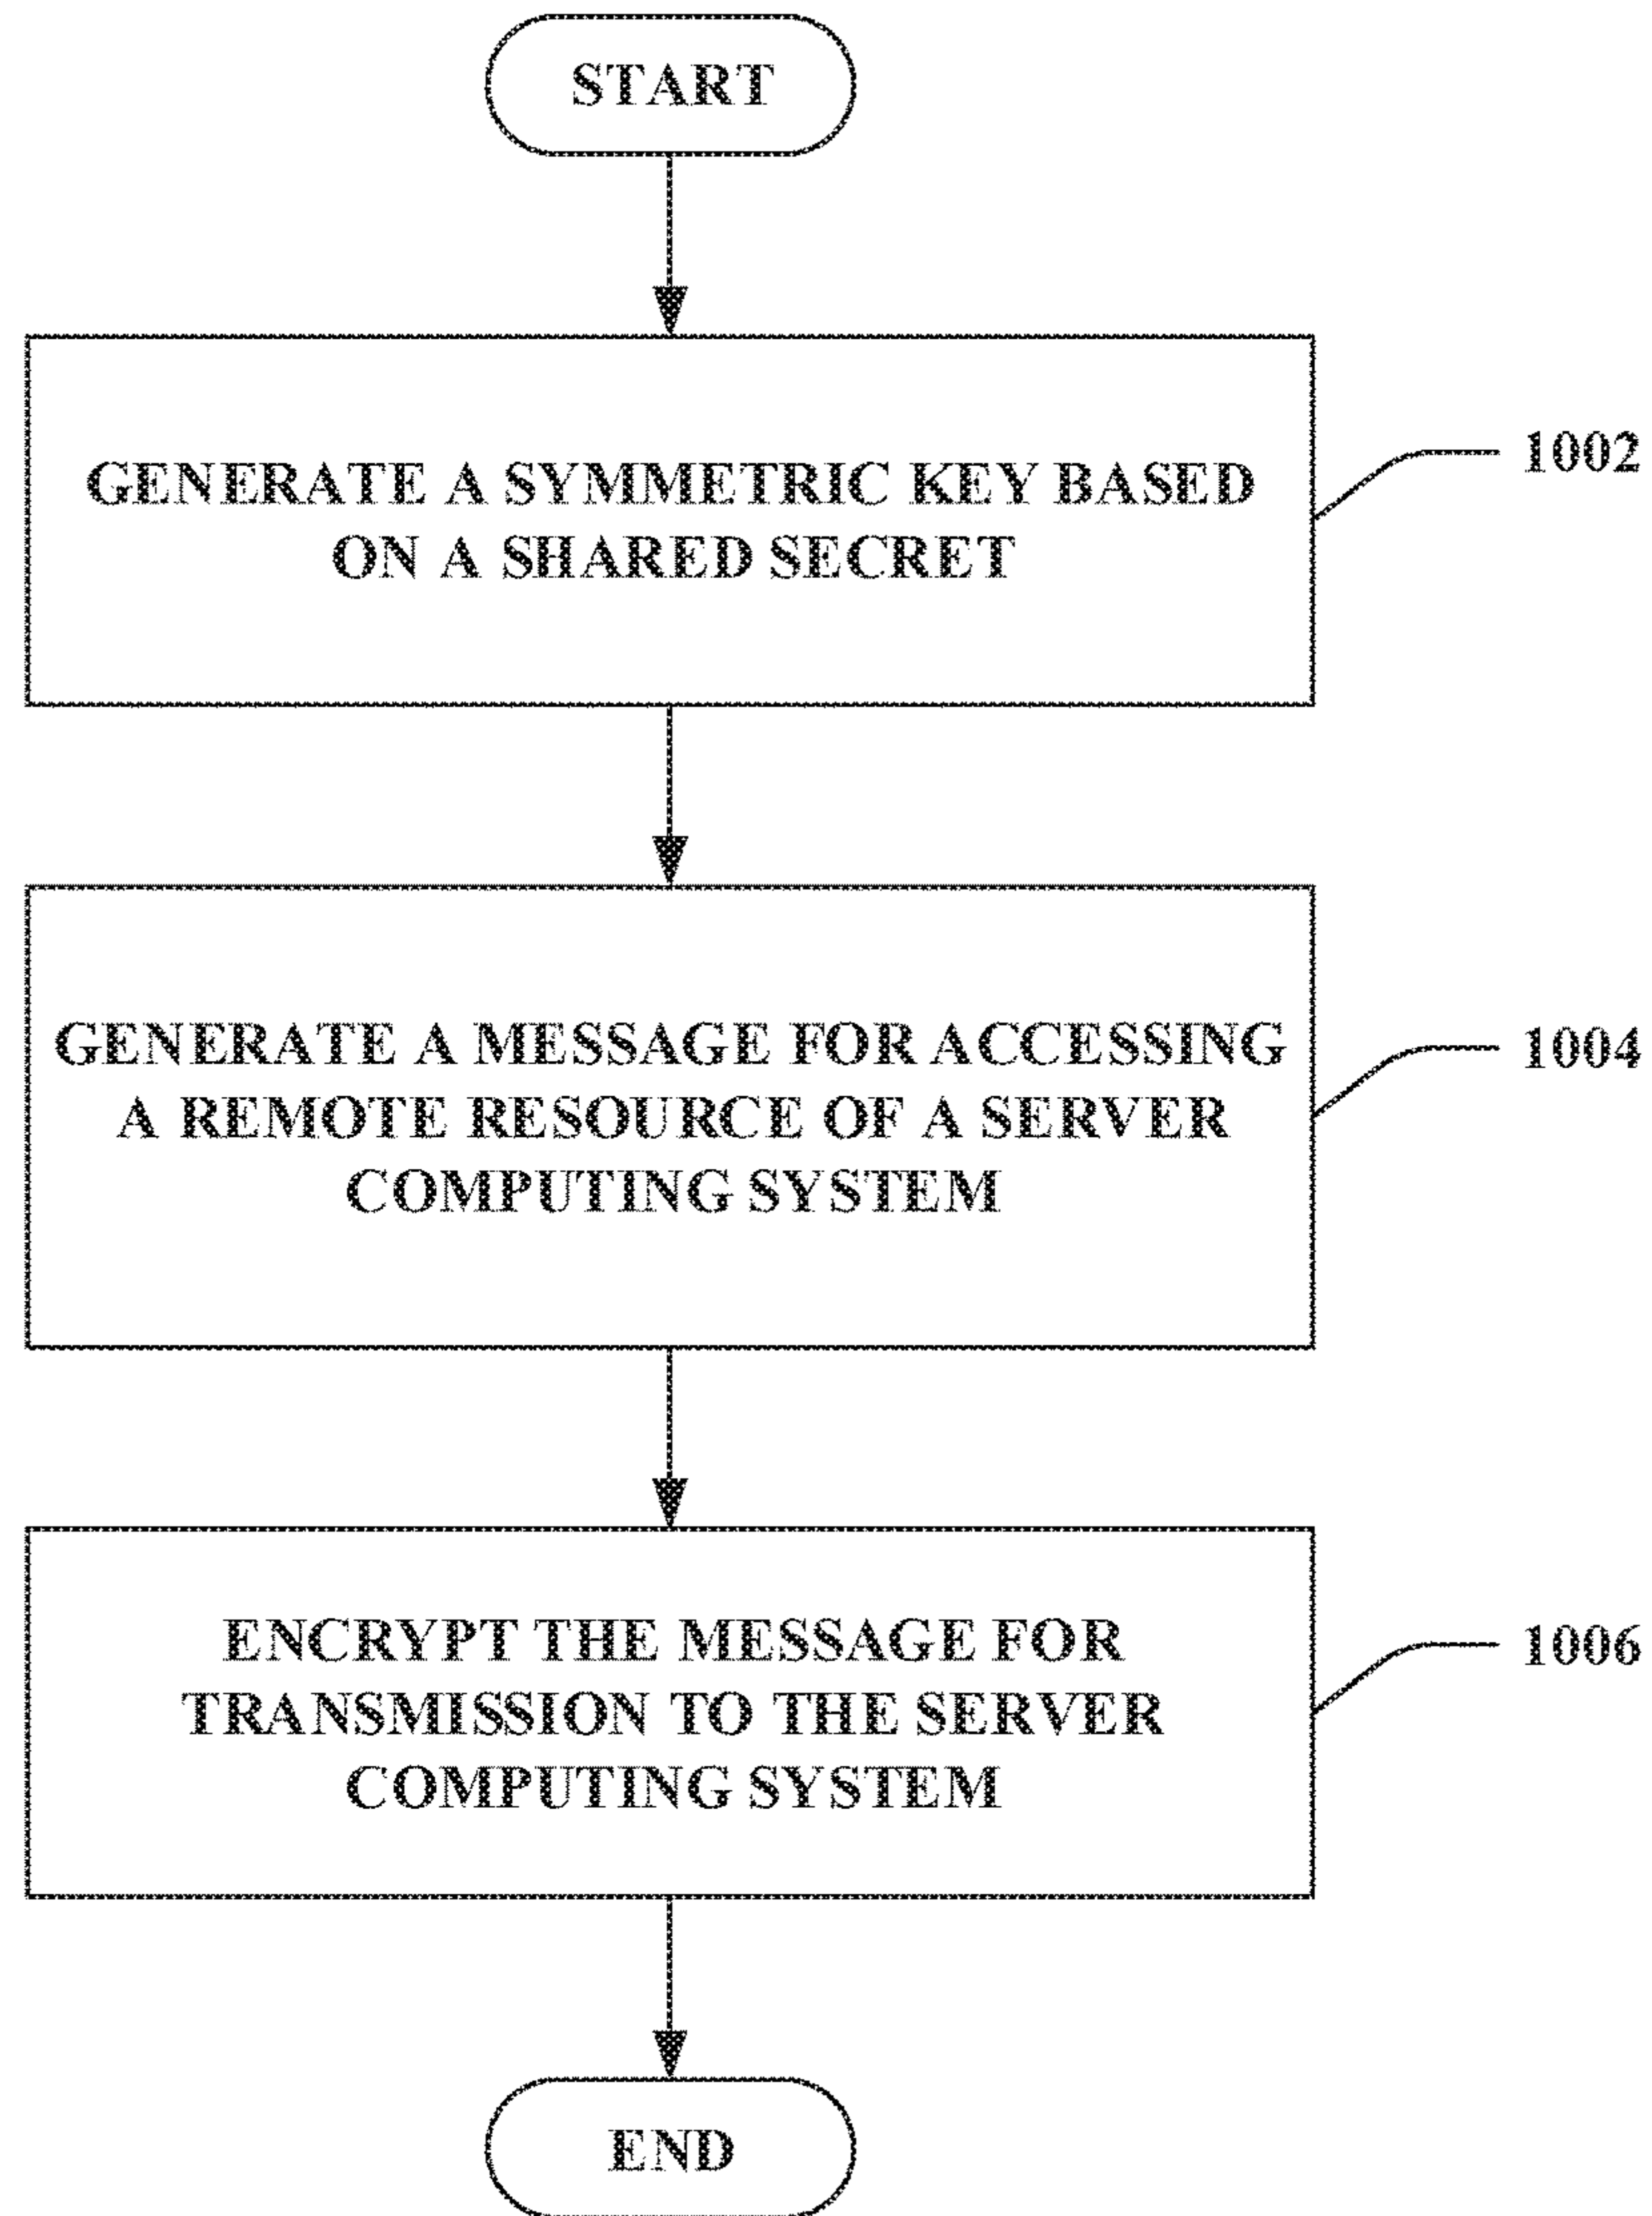 START
GENERATE A SYMMETRIC KEY BASED
ON A SHARED SECRET
1002
GENERATE A MESSAGE FOR ACCESSING
A REMOTE RESOURCE OF A SERVER
COMPUTING SYSTEM
1004
ENCRYPT THE MESSAGE FOR
TRANSMISSION TO THE SERVER
COMPUTING SYSTEM
1006
END